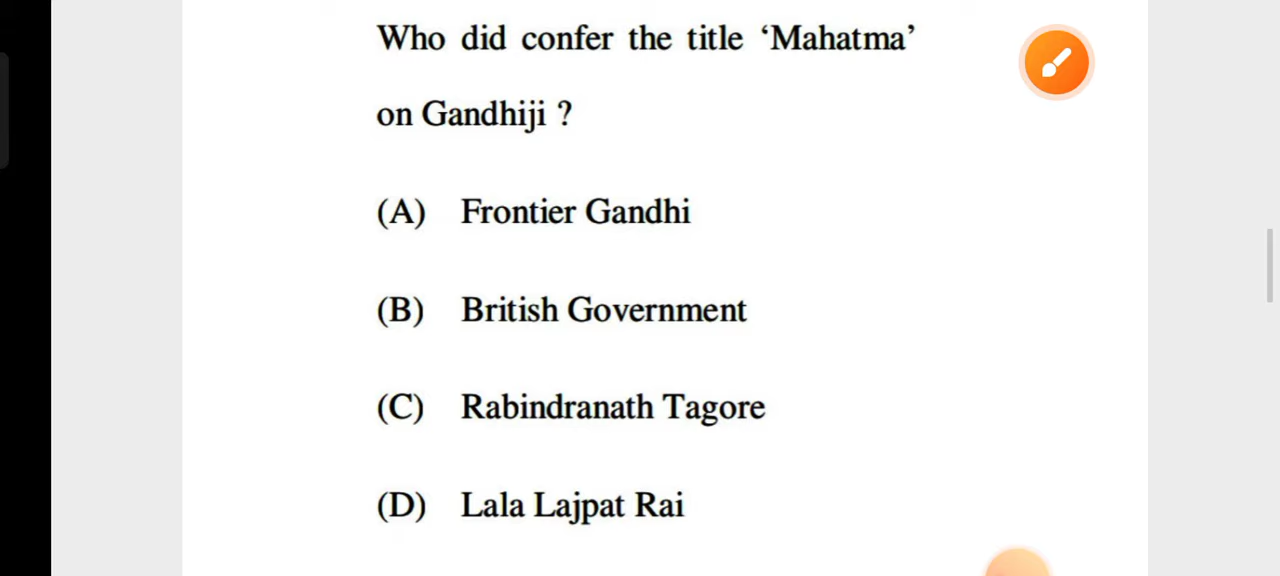 Who did confer the title ‘Mahatma’
on Gandhiji ?
(A) Frontier Gandhi
(B) British Government
(C) Rabindranath Tagore
(D) Lala Lajpat Rai